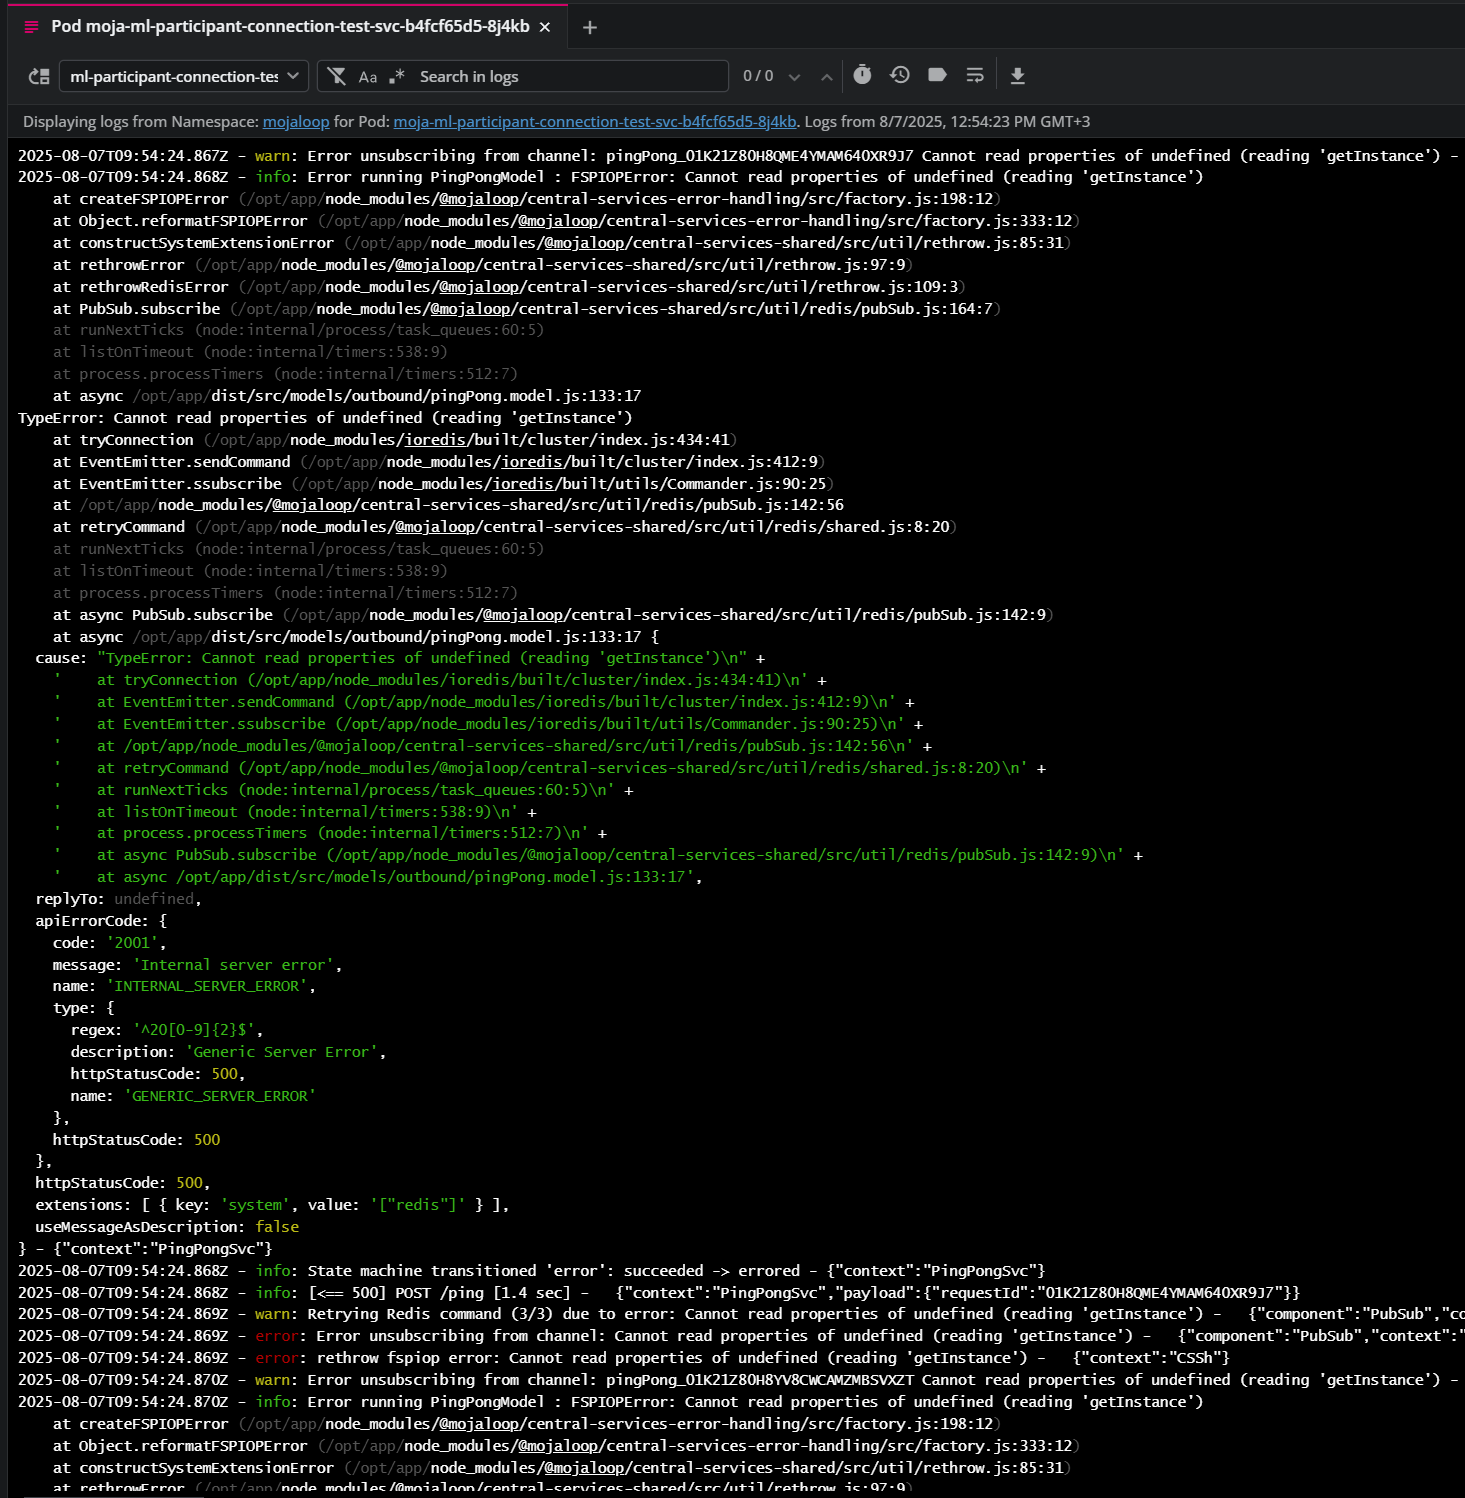 Pod moja-ml-participant-connection-test-svc-b4fcf65d5-8j4kb × +
ml-participant-connection-tes Aa .* Search in logs 0 / 0
Displaying logs from Namespace: mojaloop for Pod: moja-ml-participant-connection-test-svc-b4fcf65d5-8j4kb. Logs from 8/7/2025, 12:54:23 PM GMT+3
2025-08-07T09:54:24.867Z - warn: Error unsubscribing from channel: pingPong_01K21Z80H8QME4YMAM640XR9J7 Cannot read properties of undefined (reading 'getInstance') -
2025-08-07T09:54:24.868Z - info: Error running PingPongModel : FSPIOPError: Cannot read properties of undefined (reading 'getInstance')
    at createFSPIOPError (/opt/app/node_modules/@mojaloop/central-services-error-handling/src/factory.js:198:12)
    at Object.reformatFSPIOPError (/opt/app/node_modules/@mojaloop/central-services-error-handling/src/factory.js:333:12)
    at constructSystemExtensionError (/opt/app/node_modules/@mojaloop/central-services-shared/src/util/rethrow.js:85:31)
    at rethrowError (/opt/app/node_modules/@mojaloop/central-services-shared/src/util/rethrow.js:97:9)
    at rethrowRedisError (/opt/app/node_modules/@mojaloop/central-services-shared/src/util/rethrow.js:109:3)
    at PubSub.subscribe (/opt/app/node_modules/@mojaloop/central-services-shared/src/util/redis/pubSub.js:164:7)
    at runNextTicks (node:internal/process/task_queues:60:5)
    at listOnTimeout (node:internal/timers:538:9)
    at process.processTimers (node:internal/timers:512:7)
    at async /opt/app/dist/src/models/outbound/pingPong.model.js:133:17
TypeError: Cannot read properties of undefined (reading 'getInstance')
    at tryConnection (/opt/app/node_modules/ioredis/built/cluster/index.js:434:41)
    at EventEmitter.sendCommand (/opt/app/node_modules/ioredis/built/cluster/index.js:412:9)
    at EventEmitter.ssubscribe (/opt/app/node_modules/ioredis/built/utils/Commander.js:90:25)
    at /opt/app/node_modules/@mojaloop/central-services-shared/src/util/redis/pubSub.js:142:56
    at retryCommand (/opt/app/node_modules/@mojaloop/central-services-shared/src/util/redis/shared.js:8:20)
    at runNextTicks (node:internal/process/task_queues:60:5)
    at listOnTimeout (node:internal/timers:538:9)
    at process.processTimers (node:internal/timers:512:7)
    at async PubSub.subscribe (/opt/app/node_modules/@mojaloop/central-services-shared/src/util/redis/pubSub.js:142:9)
    at async /opt/app/dist/src/models/outbound/pingPong.model.js:133:17 {
  cause: "TypeError: Cannot read properties of undefined (reading 'getInstance')\n" +
    '    at tryConnection (/opt/app/node_modules/ioredis/built/cluster/index.js:434:41)\n' +
    '    at EventEmitter.sendCommand (/opt/app/node_modules/ioredis/built/cluster/index.js:412:9)\n' +
    '    at EventEmitter.ssubscribe (/opt/app/node_modules/ioredis/built/utils/Commander.js:90:25)\n' +
    '    at /opt/app/node_modules/@mojaloop/central-services-shared/src/util/redis/pubSub.js:142:56\n' +
    '    at retryCommand (/opt/app/node_modules/@mojaloop/central-services-shared/src/util/redis/shared.js:8:20)\n' +
    '    at runNextTicks (node:internal/process/task_queues:60:5)\n' +
    '    at listOnTimeout (node:internal/timers:538:9)\n' +
    '    at process.processTimers (node:internal/timers:512:7)\n' +
    '    at async PubSub.subscribe (/opt/app/node_modules/@mojaloop/central-services-shared/src/util/redis/pubSub.js:142:9)\n' +
    '    at async /opt/app/dist/src/models/outbound/pingPong.model.js:133:17',
  replyTo: undefined,
  apiErrorCode: {
    code: '2001',
    message: 'Internal server error',
    name: 'INTERNAL_SERVER_ERROR',
    type: {
      regex: '^20[0-9]{2}$',
      description: 'Generic Server Error',
      httpStatusCode: 500,
      name: 'GENERIC_SERVER_ERROR'
    },
    httpStatusCode: 500
  },
  httpStatusCode: 500,
  extensions: [ { key: 'system', value: '["redis"]' } ],
  useMessageAsDescription: false
} - {"context":"PingPongSvc"}
2025-08-07T09:54:24.868Z - info: State machine transitioned 'error': succeeded -> errored - {"context":"PingPongSvc"}
2025-08-07T09:54:24.868Z - info: [<== 500] POST /ping [1.4 sec] -   {"context":"PingPongSvc","payload":{"requestId":"01K21Z80H8QME4YMAM640XR9J7"}}
2025-08-07T09:54:24.869Z - warn: Retrying Redis command (3/3) due to error: Cannot read properties of undefined (reading 'getInstance') -   {"component":"PubSub","co
2025-08-07T09:54:24.869Z - error: Error unsubscribing from channel: Cannot read properties of undefined (reading 'getInstance') -   {"component":"PubSub","context":"
2025-08-07T09:54:24.869Z - error: rethrow fspiop error: Cannot read properties of undefined (reading 'getInstance') -   {"context":"CSSh"}
2025-08-07T09:54:24.870Z - warn: Error unsubscribing from channel: pingPong_01K21Z80H8YV8CWCAMZMBSVXZT Cannot read properties of undefined (reading 'getInstance') -
2025-08-07T09:54:24.870Z - info: Error running PingPongModel : FSPIOPError: Cannot read properties of undefined (reading 'getInstance')
    at createFSPIOPError (/opt/app/node_modules/@mojaloop/central-services-error-handling/src/factory.js:198:12)
    at Object.reformatFSPIOPError (/opt/app/node_modules/@mojaloop/central-services-error-handling/src/factory.js:333:12)
    at constructSystemExtensionError (/opt/app/node_modules/@mojaloop/central-services-shared/src/util/rethrow.js:85:31)
    at rethrowError (/opt/app/node_modules/@mojaloop/central-services-shared/src/util/rethrow.js:97:9)